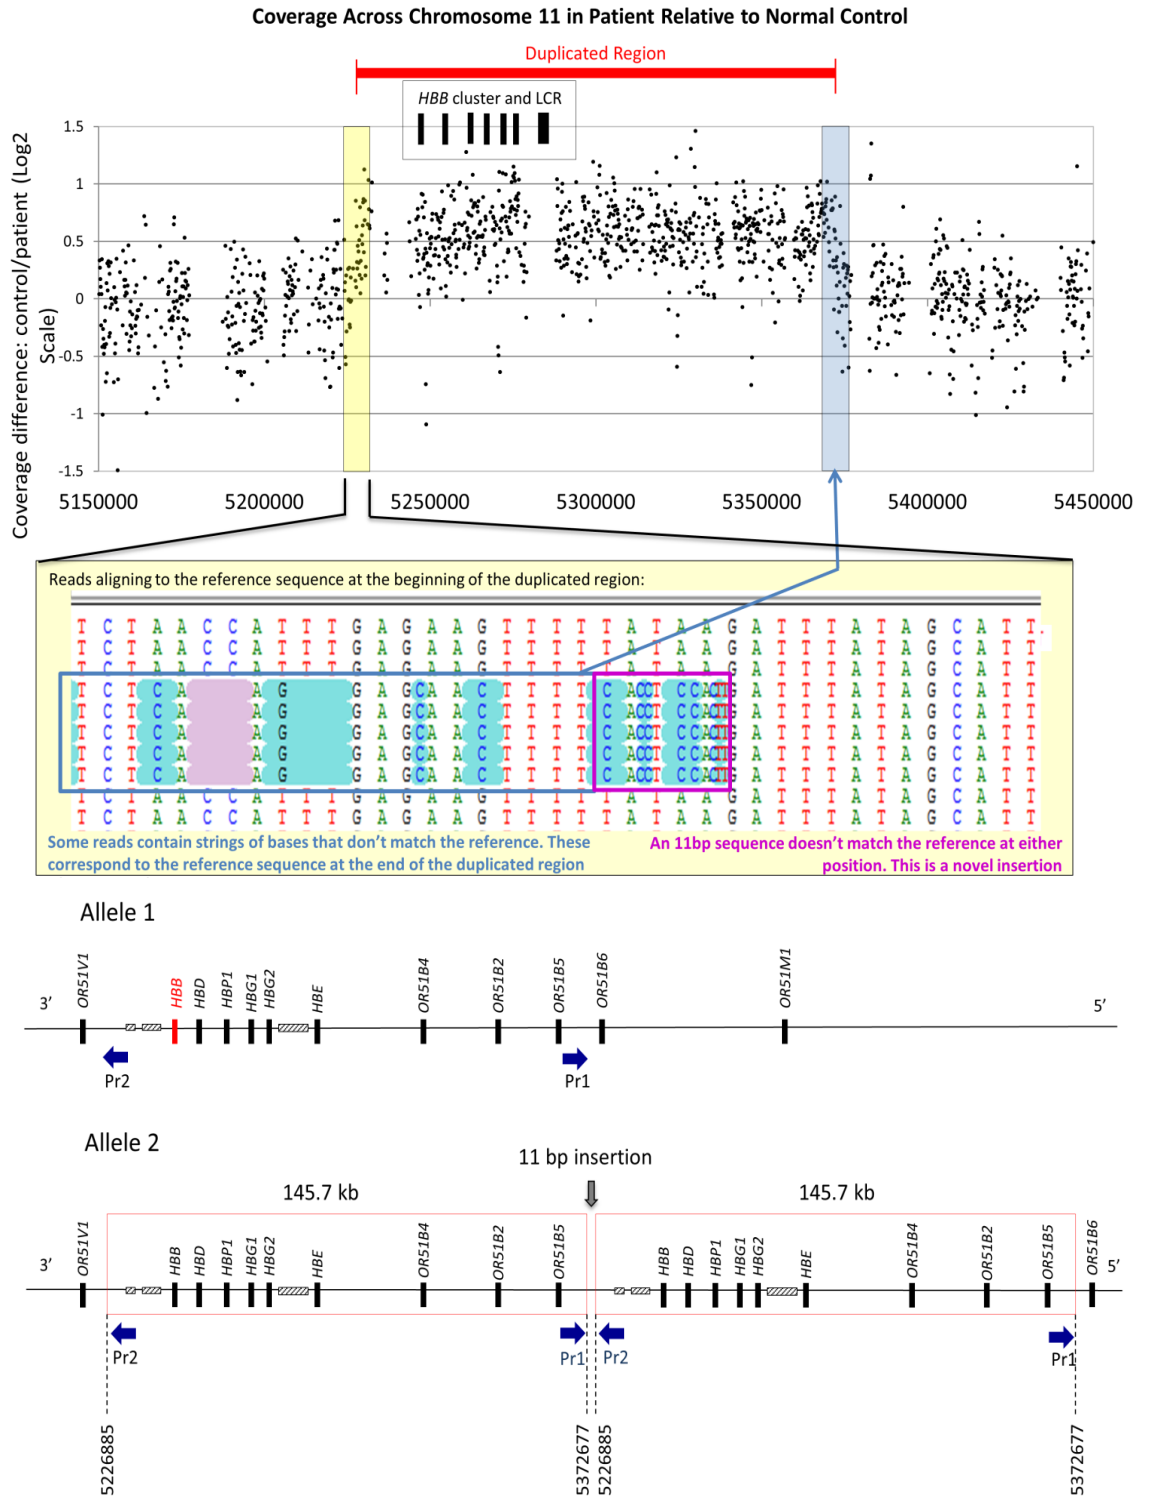 Coverage Across Chromosome 11 in Patient Relative to Normal Control
Duplicated Region
HBB cluster and LCR
Coverage difference: control/patient (Log2
Scale)
1.5
1
0.5
0
-0.5
-1
-1.5
5150000 5200000 5250000 5300000 5350000 5400000 5450000
Reads aligning to the reference sequence at the beginning of the duplicated region:
T C T A A C C A T T T G A G A A G T T T T T A T A A G A T T T A T A G C A T T
T C T A A C C A T T T G A G A A G T T T T T A T A A G A T T T A T A G C A T T
T C T A A C C A T T T G A G A A G T T T T T A T A A G A T T T A T A G C A T T
T C T C A A G G A G C A A C T T T T C A C C T C C A C T T G A T T T A T A G C A T T
T C T C A A G G A G C A A C T T T T C A C C T C C A C T T G A T T T A T A G C A T T
T C T C A A G G A G C A A C T T T T C A C C T C C A C T T G A T T T A T A G C A T T
T C T C A A G G A G C A A C T T T T C A C C T C C A C T T G A T T T A T A G C A T T
T C T C A A G G A G C A A C T T T T C A C C T C C A C T T G A T T T A T A G C A T T
T C T A A C C A T T T G A G A A G T T T T T A T A A G A T T T A T A G C A T T
T C T A A C C A T T T G A G A A G T T T T T A T A A G A T T T A T A G C A T T
Some reads contain strings of bases that don't match the reference. These
correspond to the reference sequence at the end of the duplicated region
An 11bp sequence doesn't match the reference at either
position. This is a novel insertion
Allele 1
3' OR51V1 HBB HBD HBP1 HBG1 HBG2 HBE OR51B4 OR51B2 OR51B5 OR51B6 OR51M1 5'
Pr2 Pr1
Allele 2
11 bp insertion
145.7 kb 145.7 kb
3' OR51V1 HBB HBD HBP1 HBG1 HBG2 HBE OR51B4 OR51B2 OR51B5 HBB HBD HBP1 HBG1 HBG2 HBE OR51B4 OR51B2 OR51B5 OR51B6 5'
Pr2 Pr1 Pr2 Pr1
5226885 5372677 5226885 5372677